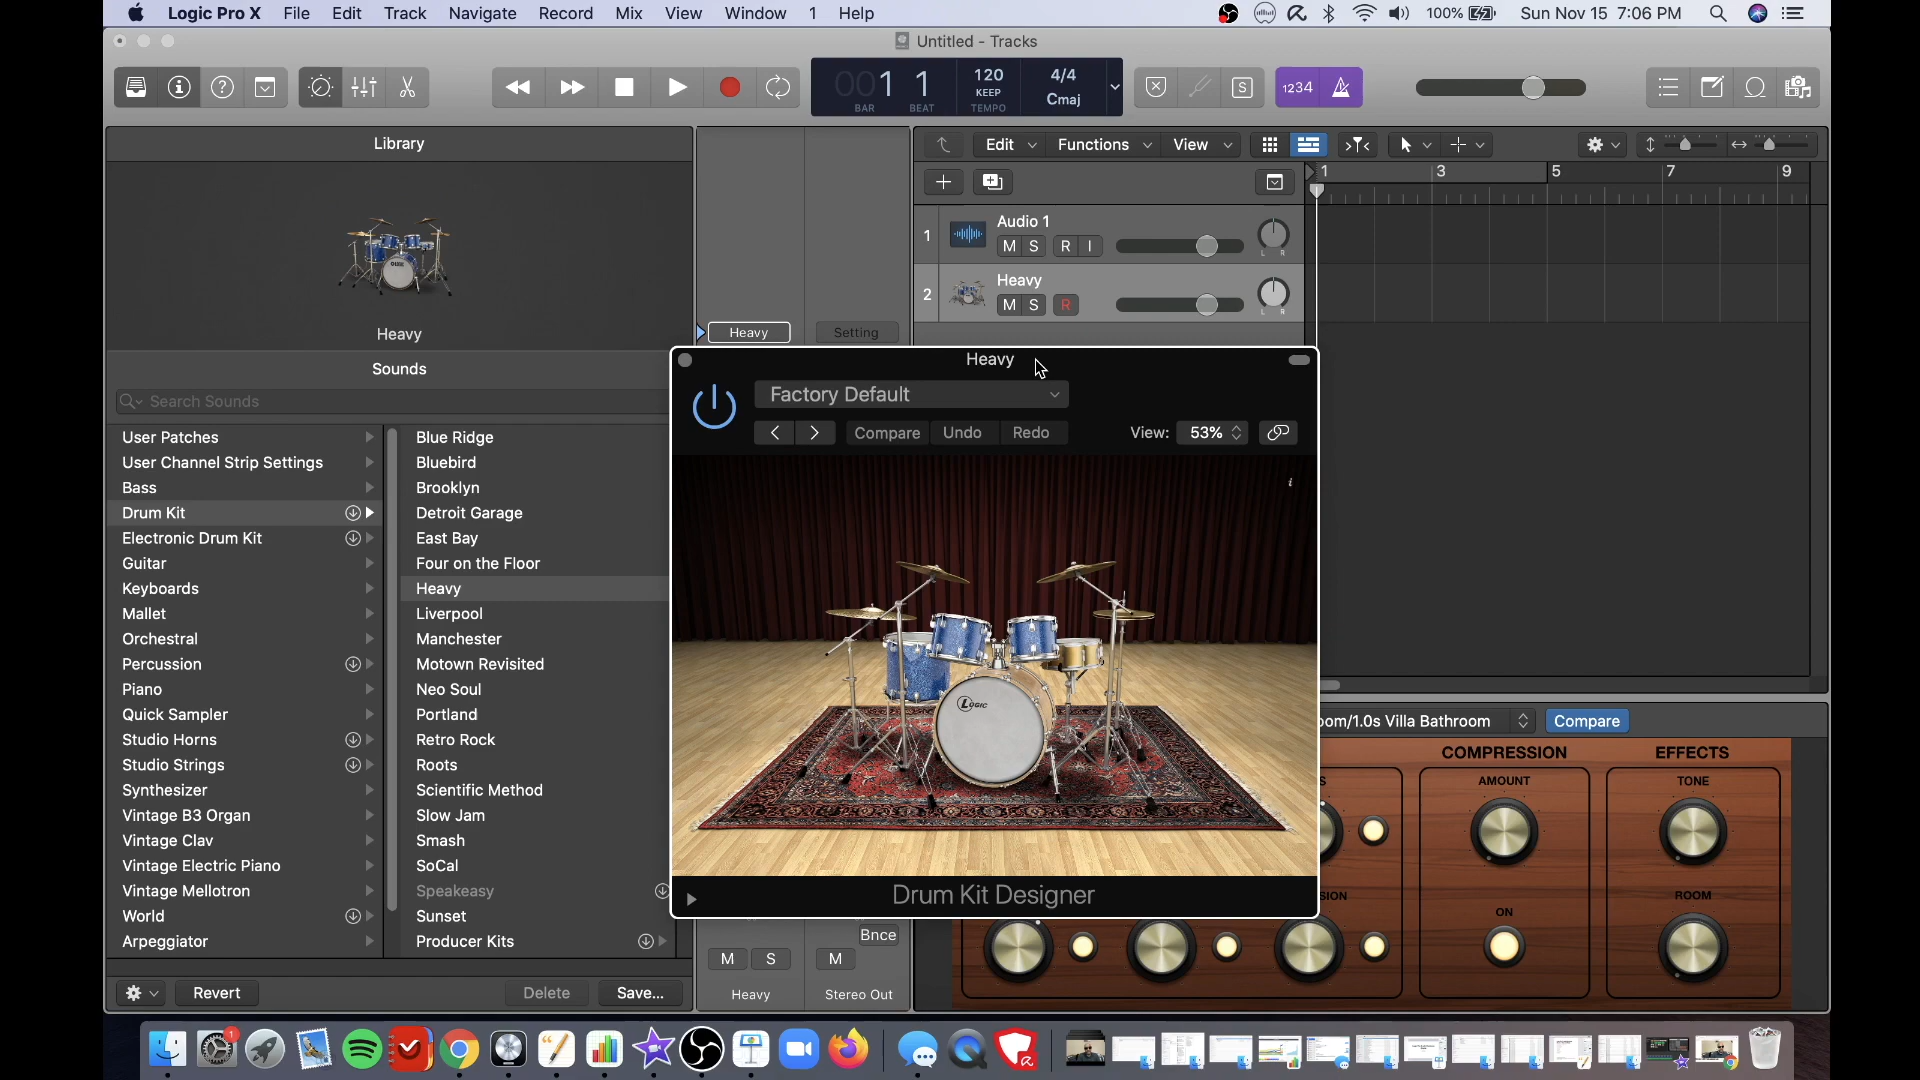 Logic Pro X File Edit Track Navigate Record Mix View Window 1 Help
100% Sun Nov 15 7:06 PM
Untitled - Tracks
001 1 120 4/4
KEEP Cmaj
BAR BEAT TEMPO
S 1234
Library Edit Functions View
1 3 5 7 9
Audio 1
1 M S R I
L R
Heavy
2 M S R
L R
Heavy
Heavy Setting
Sounds
Search Sounds
User Patches
User Channel Strip Settings
Bass
Drum Kit
Electronic Drum Kit
Guitar
Keyboards
Mallet
Orchestral
Percussion
Piano
Quick Sampler
Studio Horns
Studio Strings
Synthesizer
Vintage B3 Organ
Vintage Clav
Vintage Electric Piano
Vintage Mellotron
World
Arpeggiator
Blue Ridge
Bluebird
Brooklyn
Detroit Garage
East Bay
Four on the Floor
Heavy
Liverpool
Manchester
Motown Revisited
Neo Soul
Portland
Retro Rock
Roots
Scientific Method
Slow Jam
Smash
SoCal
Speakeasy
Sunset
Producer Kits
Heavy
Factory Default
Compare Undo Redo View: 53%
i
LOGIC
Drum Kit Designer
oom/1.0s Villa Bathroom Compare
COMPRESSION EFFECTS
S AMOUNT TONE
SION ON ROOM
Bnce
M S M
Heavy Stereo Out
Revert Delete Save...
1